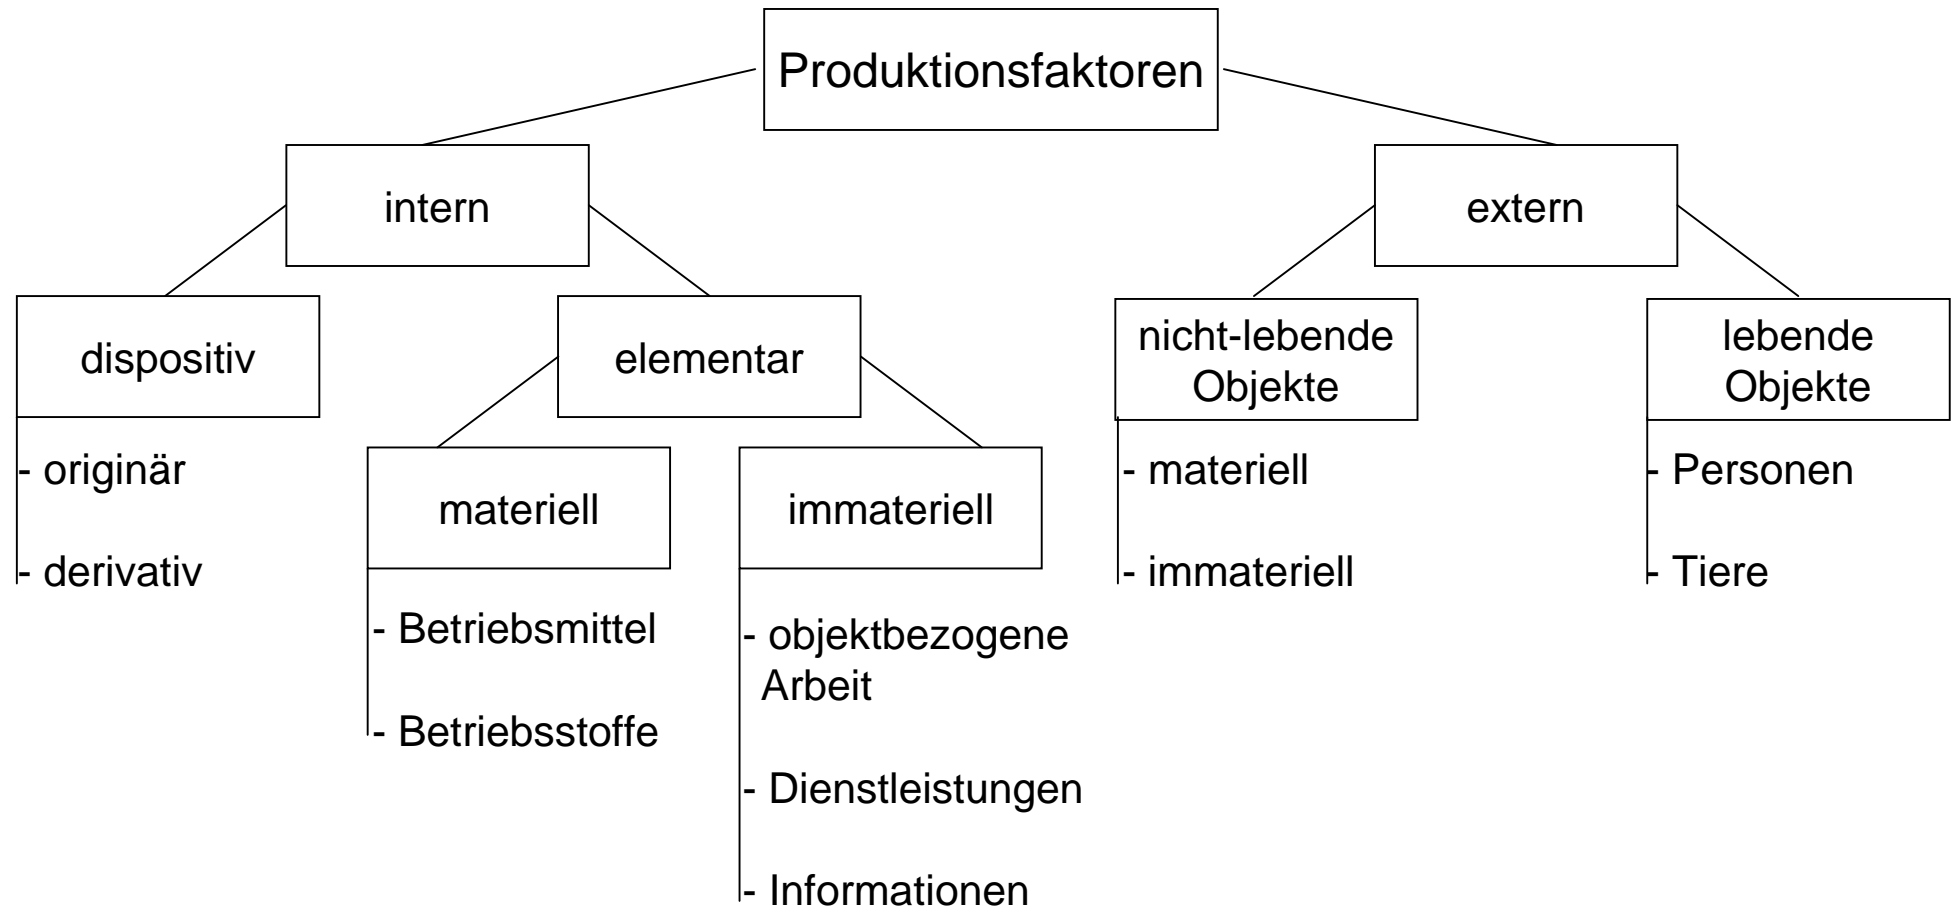 Produktionsfaktoren
intern
extern
dispositiv
elementar
nicht-lebende
Objekte
lebende
Objekte
- originär
- derivativ
materiell
immateriell
- materiell
- immateriell
- Personen
- Tiere
- Betriebsmittel
- Betriebsstoffe
- objektbezogene
Arbeit
- Dienstleistungen
- Informationen